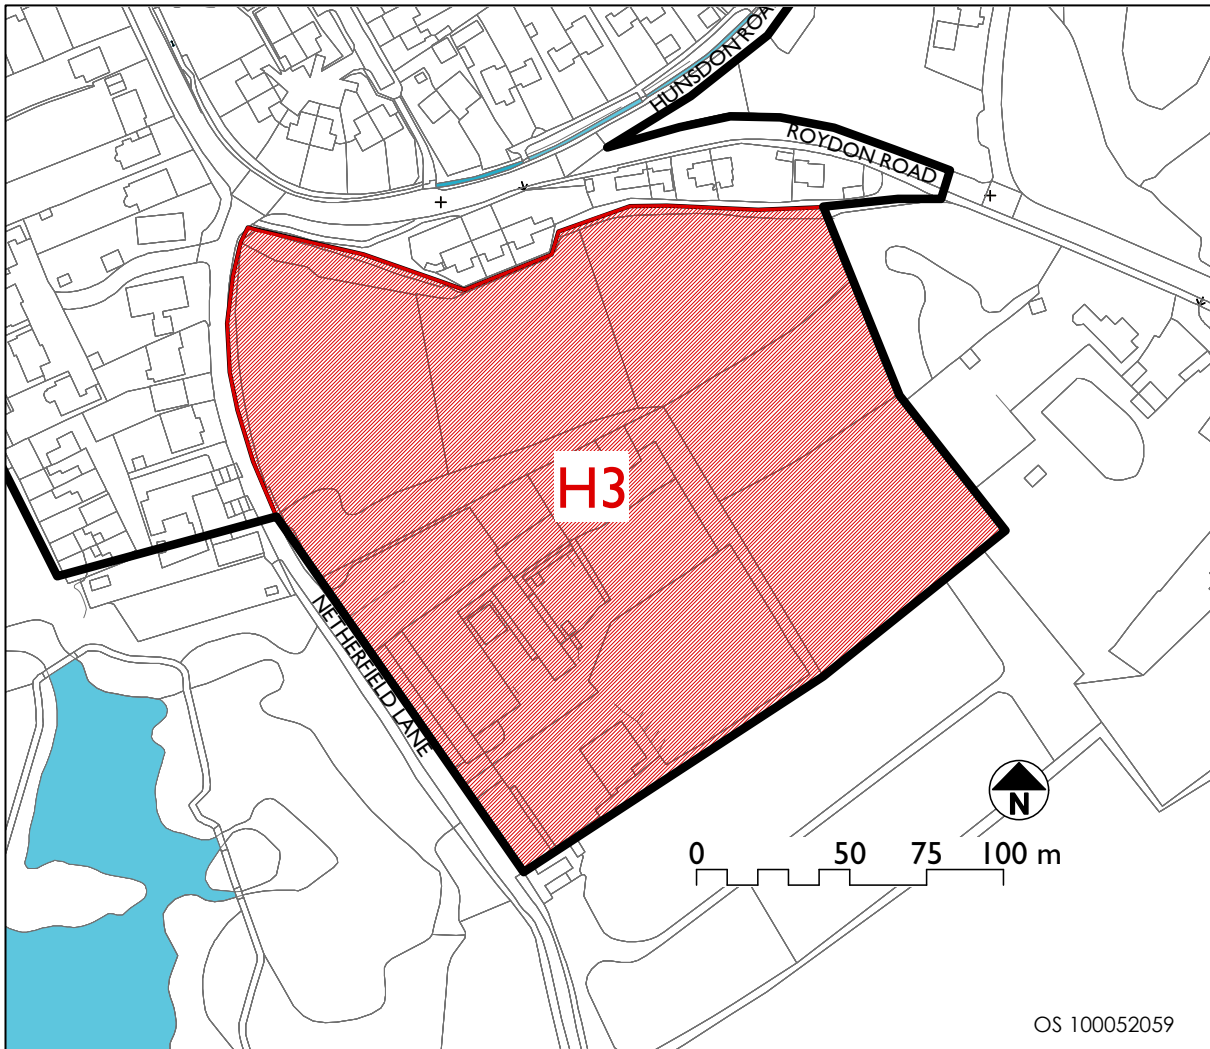 HUNSDON ROA
ROYDON ROAD
H3
NETHERFIELD LANE
N
0 50 75 100 m
OS 100052059